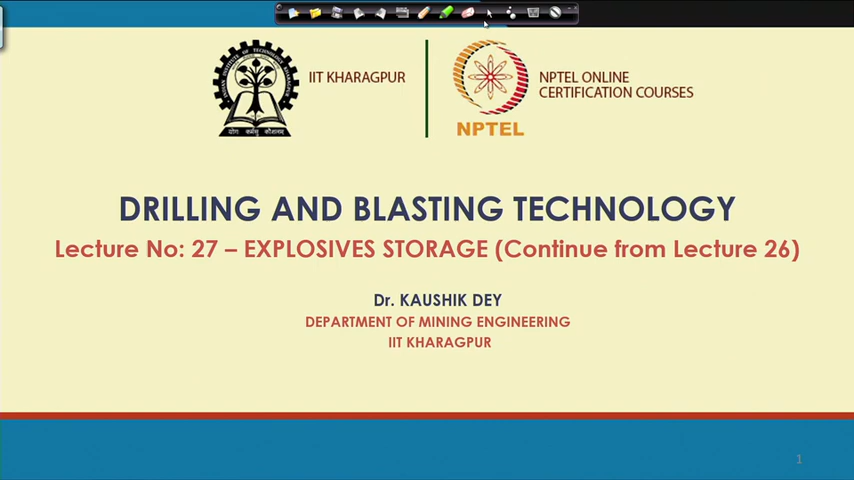 IIT KHARAGPUR
NPTEL ONLINE
CERTIFICATION COURSES
NPTEL
DRILLING AND BLASTING TECHNOLOGY
Lecture No: 27 – EXPLOSIVES STORAGE (Continue from Lecture 26)
Dr. KAUSHIK DEY
DEPARTMENT OF MINING ENGINEERING
IIT KHARAGPUR
1